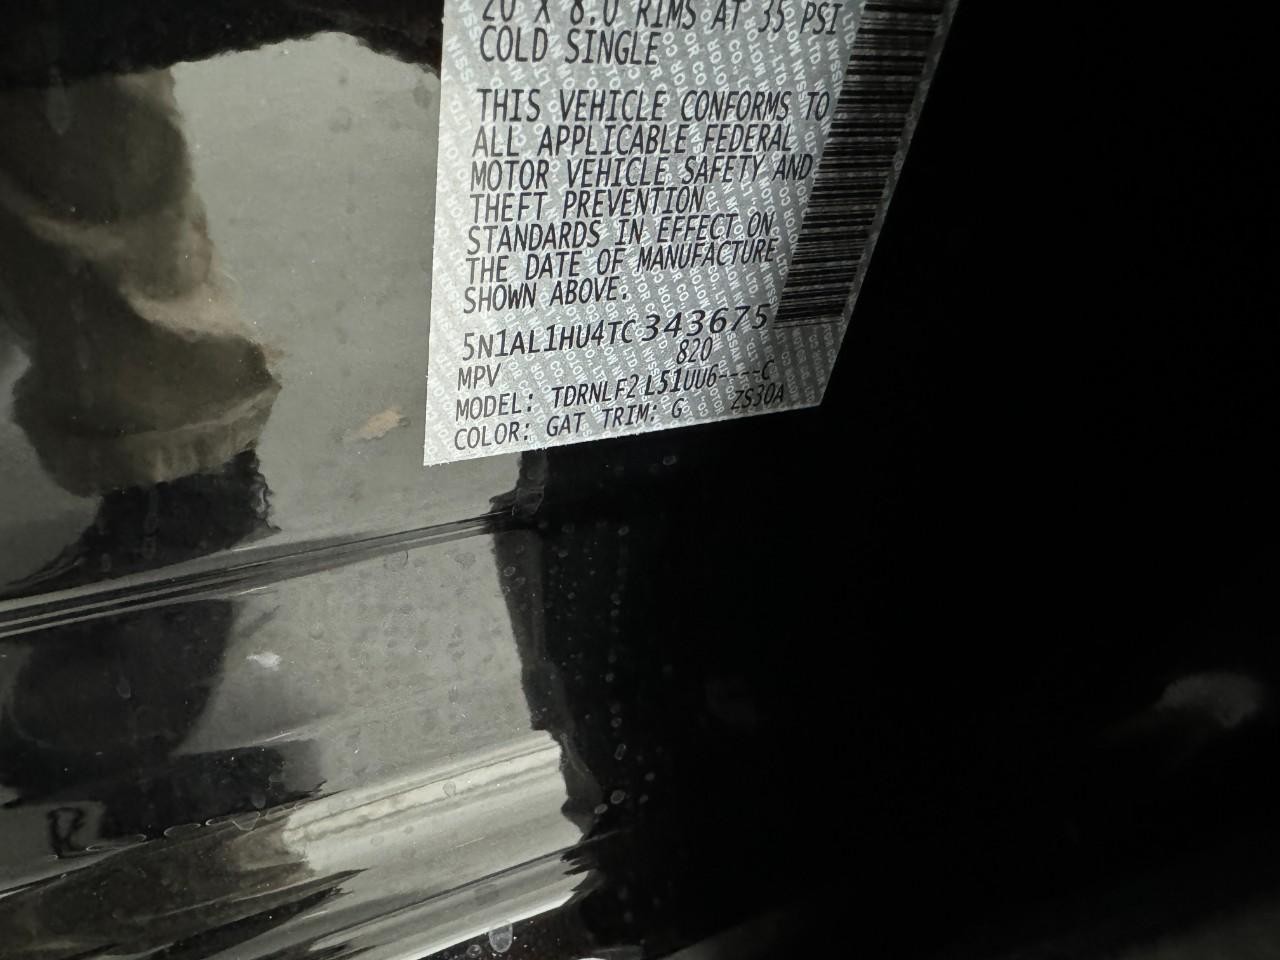 20 X 8.0 RIMS AT 35 PSI
COLD SINGLE
THIS VEHICLE CONFORMS TO
ALL APPLICABLE FEDERAL
MOTOR VEHICLE SAFETY AND
THEFT PREVENTION
STANDARDS IN EFFECT ON
THE DATE OF MANUFACTURE
SHOWN ABOVE.
5N1AL1HU4TC343675
MPV 820
MODEL: TDRNLF2 L51UU6----C
COLOR: GAT TRIM: G ZS30A